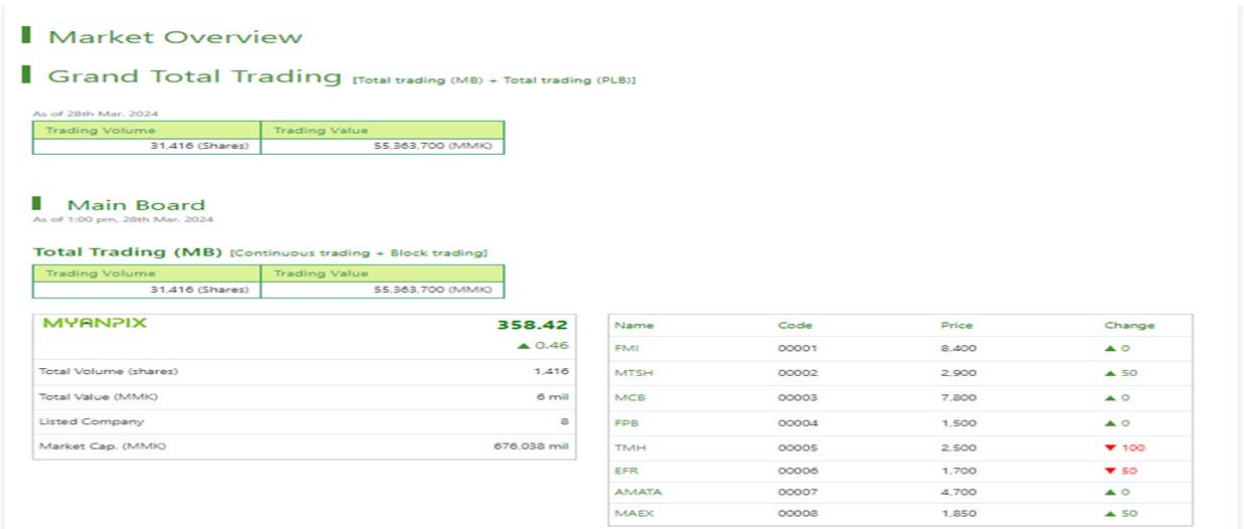 Market Overview
Grand Total Trading [Total trading (MB) + Total trading (PLB)]
As of 28th Mar. 2024
Trading Volume Trading Value
31,416 (Shares) 55,363,700 (MMK)
Main Board
As of 1:00 pm, 28th Mar. 2024
Total Trading (MB) [Continuous trading + Block trading]
Trading Volume Trading Value
31,416 (Shares) 55,363,700 (MMK)
MYANPIX 358.42
▲ 0.46
Total Volume (shares) 1,416
Total Value (MMK) 6 mil
Listed Company 8
Market Cap. (MMK) 676,038 mil
Name Code Price Change
FMI 00001 8,400 ▲ 0
MTSH 00002 2,900 ▲ 50
MCB 00003 7,800 ▲ 0
FPB 00004 1,500 ▲ 0
TMH 00005 2,500 ▼ 100
EFR 00006 1,700 ▼ 50
AMATA 00007 4,700 ▲ 0
MAEX 00008 1,850 ▲ 50